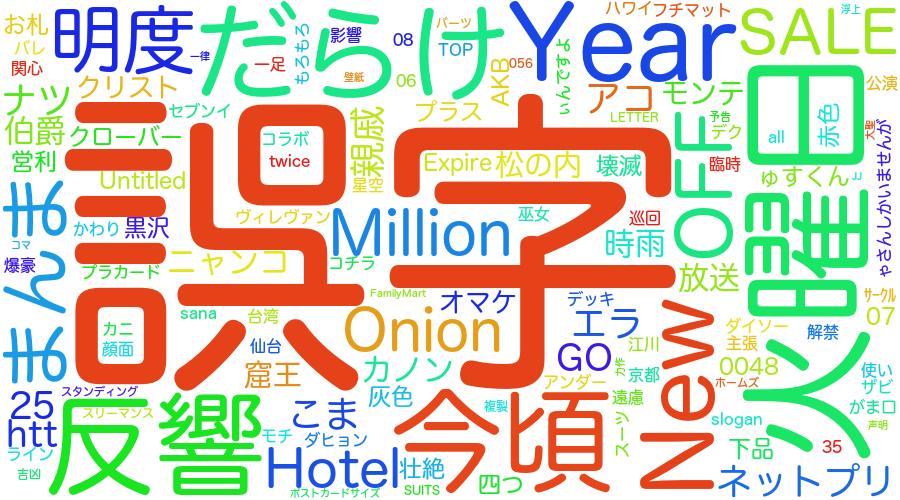 お札
バレ
関心
明度
一律
だらけ
一足
もろもろ
影響
壁紙
08
06
パーツ
TOP
AKB
056
Year
いんですよ
ハワイ
フチマット
浮上
SALE
アコ
モンテ
LETTER
公演
予告
デク
all
赤色
大聖
ナツ
クリスト
セブンイ
伯爵
クローバー
営利
三
Untitled
コラボ
twice
親戚
星空
プラス
Expire
松の内
壊滅
OFF
臨時
ゅすくん
ゃさんしかいませんが
火曜日
まんま
コマ
爆豪
かわり
黒沢
プラカード
ニャンコ
ヴィレヴァン
コチラ
Million
巫女
巡回
時雨
放送
誤字
sana
台湾
FamilyMart
オマケ
デッキ
エラ
サークル
07
カニ
顔面
仙台
窟王
Onion
カノン
GO
江川
ダイソー
主張
解禁
New
0048
灰色
アンダー
京都
ホームズ
使い
ザビ
がま口
声明
25
htt
ライン
吉凶
スタンディング
スリーマンス
反響
モチ
こま
ダヒョン
Hotel
ポストカードサイズ
壮絶
SUITS
今頃
複製
四つ
遠慮
スーツ
slogan
下品
35
ネットプリ